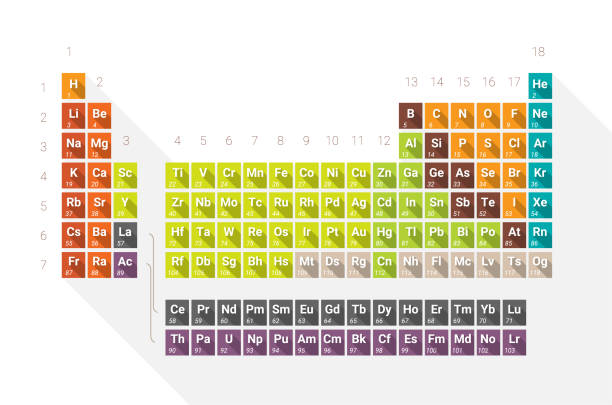 1 18
1 H He
1 2
2 13 14 15 16 17
2 Li Be B C N O F Ne
3 4 5 6 7 8 9 10
3 Na Mg Al Si P S Cl Ar
11 12 13 14 15 16 17 18
3 4 5 6 7 8 9 10 11 12
4 K Ca Sc Ti V Cr Mn Fe Co Ni Cu Zn Ga Ge As Se Br Kr
19 20 21 22 23 24 25 26 27 28 29 30 31 32 33 34 35 36
5 Rb Sr Y Zr Nb Mo Tc Ru Rh Pd Ag Cd In Sn Sb Te I Xe
37 38 39 40 41 42 43 44 45 46 47 48 49 50 51 52 53 54
6 Cs Ba La Hf Ta W Re Os Ir Pt Au Hg Tl Pb Bi Po At Rn
55 56 57 72 73 74 75 76 77 78 79 80 81 82 83 84 85 86
7 Fr Ra Ac Rf Db Sg Bh Hs Mt Ds Rg Cn Nh Fl Mc Lv Ts Og
87 88 89 104 105 106 107 108 109 110 111 112 113 114 115 116 117 118
Ce Pr Nd Pm Sm Eu Gd Tb Dy Ho Er Tm Yb Lu
58 59 60 61 62 63 64 65 66 67 68 69 70 71
Th Pa U Np Pu Am Cm Bk Cf Es Fm Md No Lr
90 91 92 93 94 95 96 97 98 99 100 101 102 103